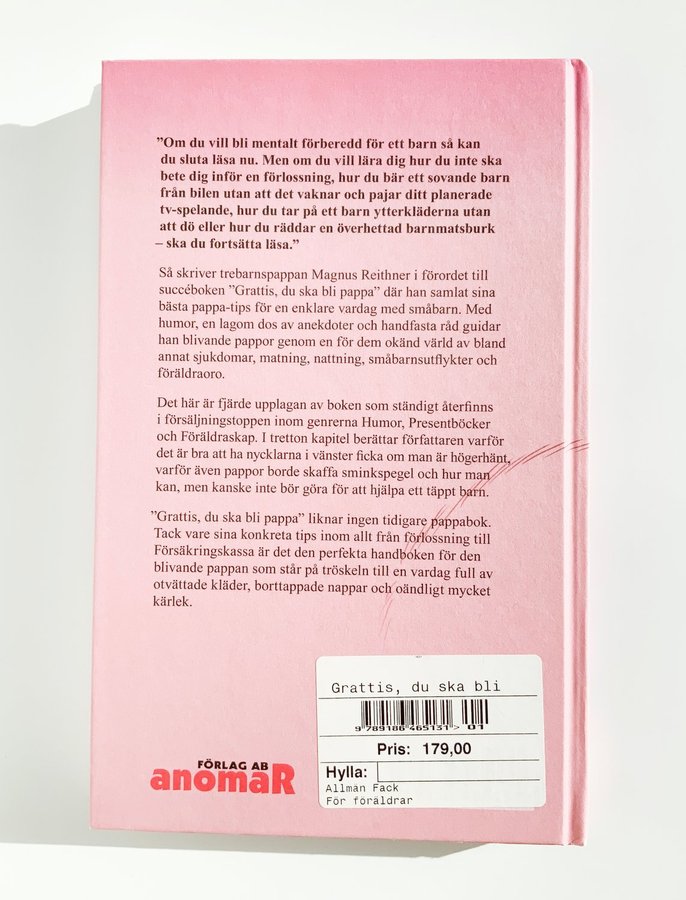 ”Om du vill bli mentalt förberedd för ett barn så kan
du sluta läsa nu. Men om du vill lära dig hur du inte ska
bete dig inför en förlossning, hur du bär ett sovande barn
från bilen utan att det vaknar och pajar ditt planerade
tv-spelande, hur du tar på ett barn ytterkläderna utan
att dö eller hur du räddar en överhettad barnmatsburk
– ska du fortsätta läsa.”
Så skriver trebarnspappan Magnus Reithner i förordet till
succéboken ”Grattis, du ska bli pappa” där han samlat sina
bästa pappa-tips för en enklare vardag med småbarn. Med
humor, en lagom dos av anekdoter och handfasta råd guidar
han blivande pappor genom en för dem okänd värld av bland
annat sjukdomar, matning, nattning, småbarnsutflykter och
föräldraoro.
Det här är fjärde upplagan av boken som ständigt återfinns
i försäljningstoppen inom genrerna Humor, Presentböcker
och Föräldraskap. I tretton kapitel berättar författaren varför
det är bra att ha nycklarna i vänster ficka om man är högerhänt,
varför även pappor borde skaffa sminkspegel och hur man
kan, men kanske inte bör göra för att hjälpa ett täppt barn.
”Grattis, du ska bli pappa” liknar ingen tidigare pappabok.
Tack vare sina konkreta tips inom allt från förlossning till
Försäkringskassa är det den perfekta handboken för den
blivande pappan som står på tröskeln till en vardag full av
otvättade kläder, borttappade nappar och oändligt mycket
kärlek.
FÖRLAG AB
anomaR
Grattis, du ska bli
9 789186 465131 > 01
Pris: 179,00
Hylla:
Allmän Fack
För föräldrar